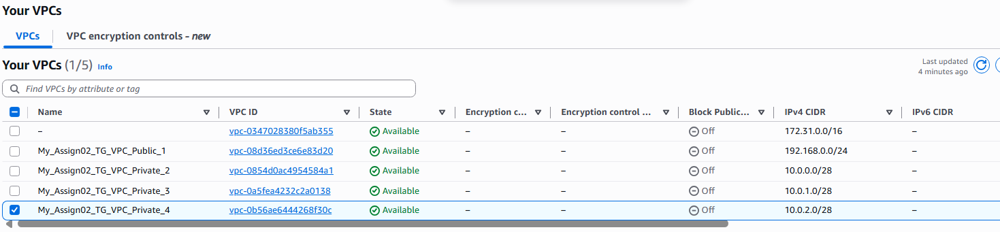 Your VPCs
VPCs VPC encryption controls - new
Your VPCs (1/5) Info
Last updated
4 minutes ago
Find VPCs by attribute or tag
Name VPC ID State Encryption c... Encryption control ... Block Public... IPv4 CIDR IPv6 CIDR
– vpc-0347028380f5ab355 Available – – Off 172.31.0.0/16 –
My_Assign02_TG_VPC_Public_1 vpc-08d36ed3ce6e83d20 Available – – Off 192.168.0.0/24 –
My_Assign02_TG_VPC_Private_2 vpc-0854d0ac4954584a1 Available – – Off 10.0.0.0/28 –
My_Assign02_TG_VPC_Private_3 vpc-0a5fea4232c2a0138 Available – – Off 10.0.1.0/28 –
My_Assign02_TG_VPC_Private_4 vpc-0b56ae6444268f30c Available – – Off 10.0.2.0/28 –